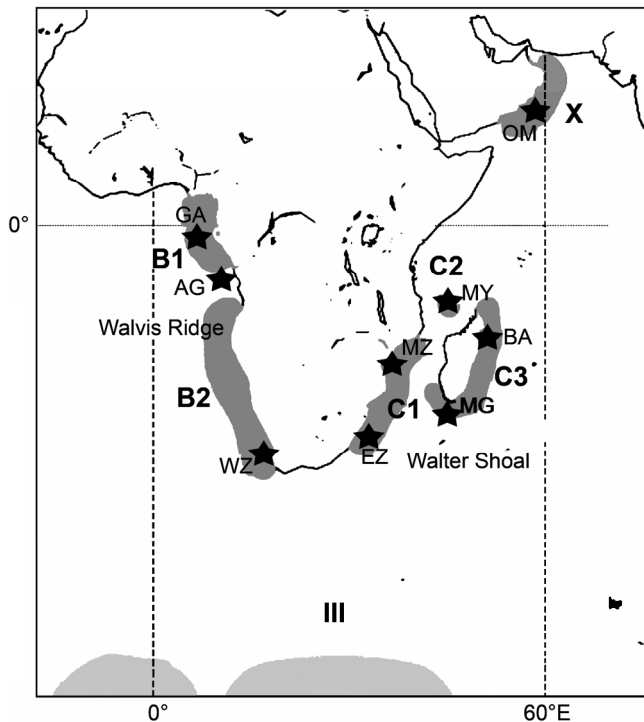 X
OM
GA
0°
B1
C2
AG
MY
Walvis Ridge
MZ
BA
C3
B2
C1
MG
WZ
EZ
Walter Shoal
III
0°
60°E